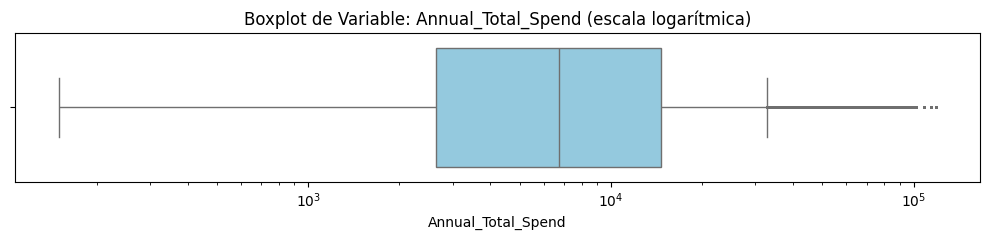 Boxplot de Variable: Annual_Total_Spend (escala logarítmica)
10³ 10⁴ 10⁵
Annual_Total_Spend